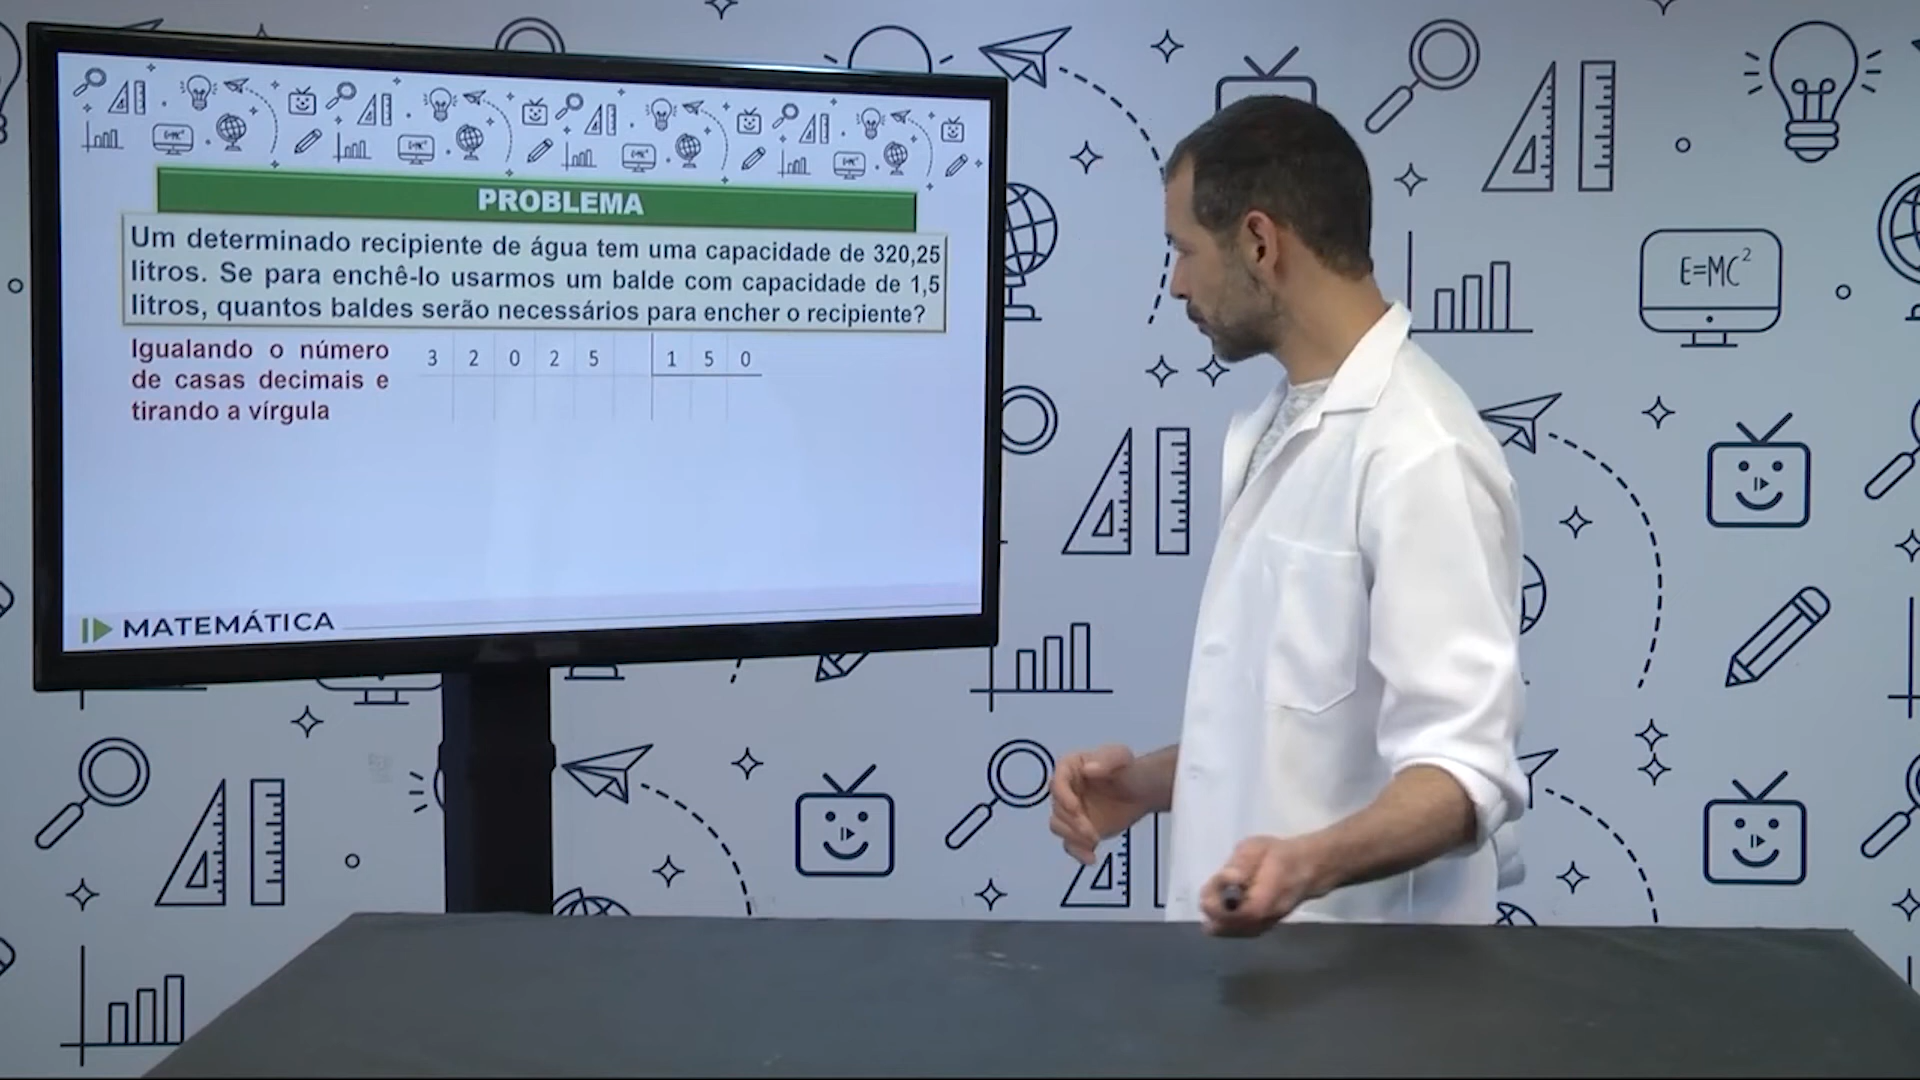 PROBLEMA
Um determinado recipiente de água tem uma capacidade de 320,25
litros. Se para enchê-lo usarmos um balde com capacidade de 1,5
litros, quantos baldes serão necessários para encher o recipiente?
Igualando o número
de casas decimais e
tirando a vírgula
3 2 0 2 5 1 5 0
MATEMÁTICA
E=MC²